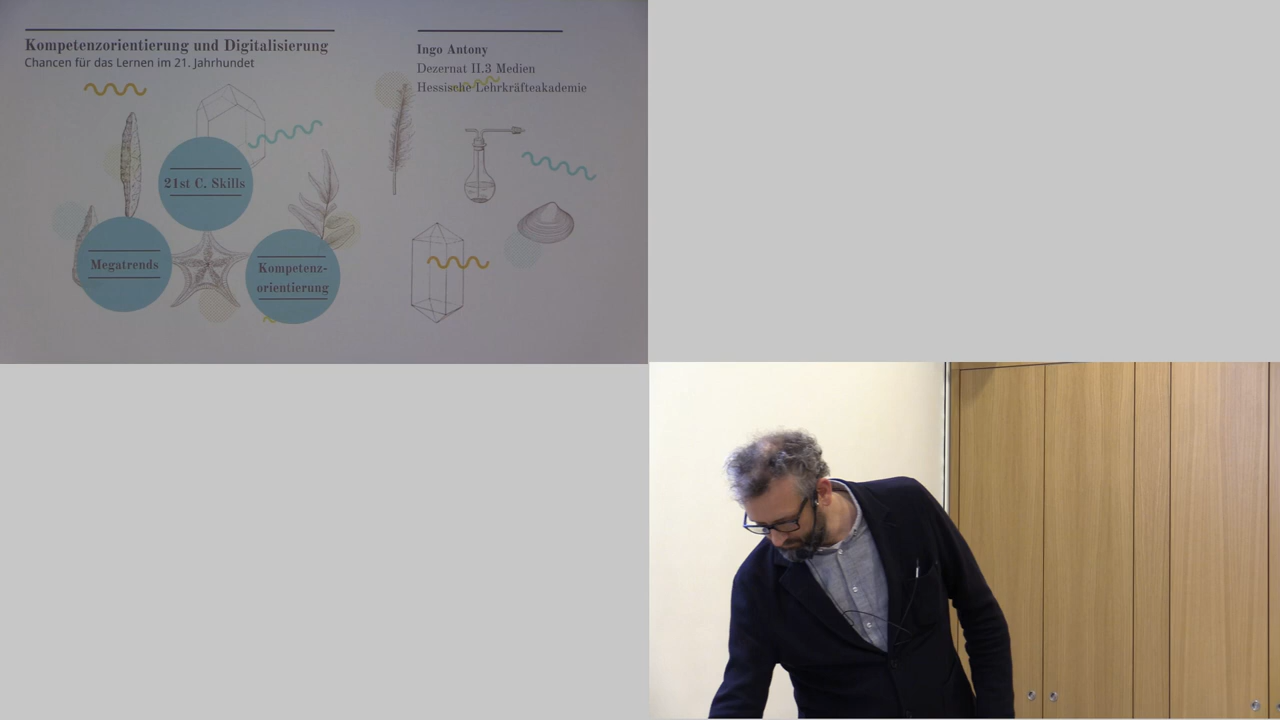 Kompetenzorientierung und Digitalisierung
Chancen für das Lernen im 21. Jahrhundet
Ingo Antony
Dezernat II.3 Medien
Hessische Lehrkräfteakademie
21st C. Skills
Megatrends
Kompetenz-
orientierung